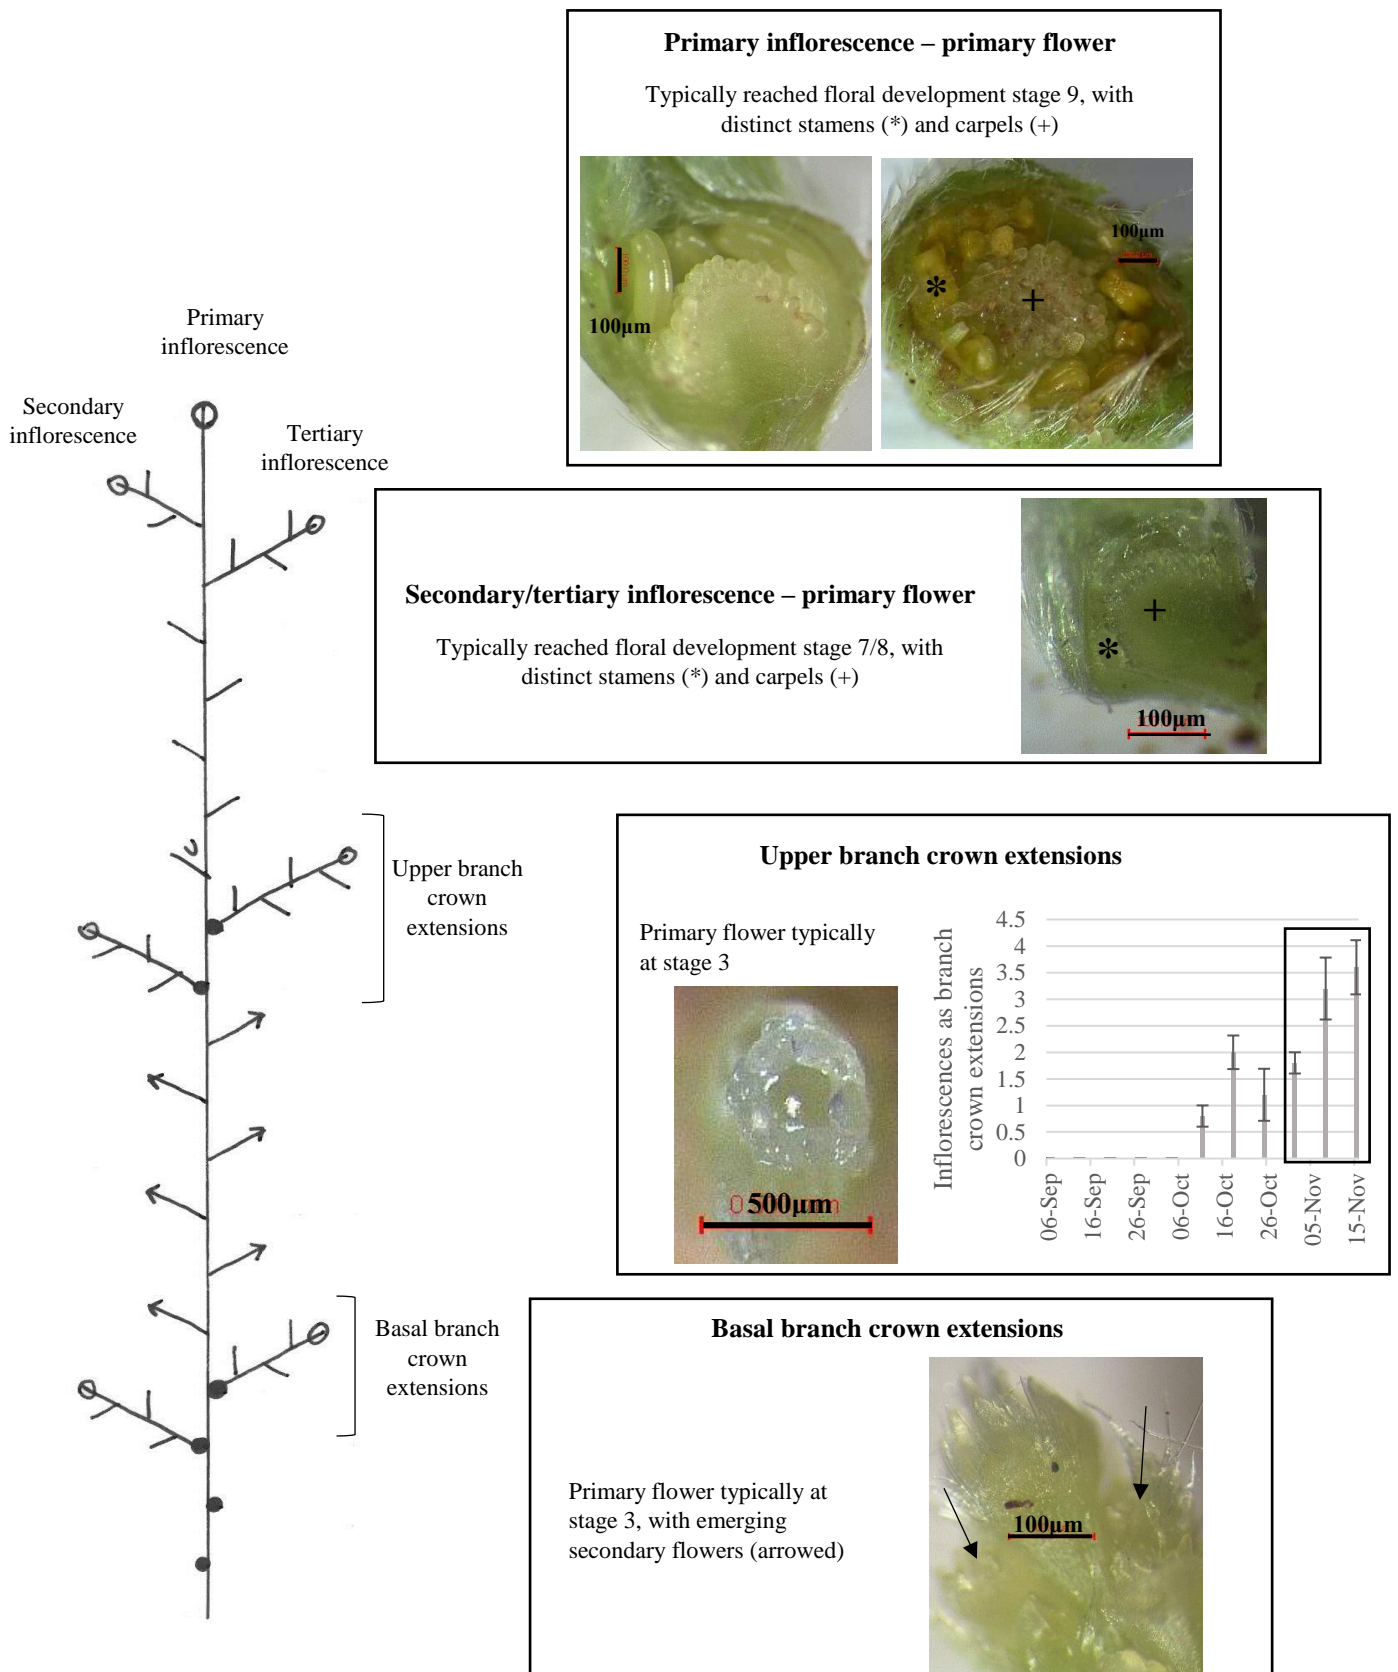 Primary inflorescence – primary flower
Typically reached floral development stage 9, with
distinct stamens (*) and carpels (+)
100µm
100µm
*
+
Primary
inflorescence
Secondary
inflorescence
Tertiary
inflorescence
Secondary/tertiary inflorescence – primary flower
Typically reached floral development stage 7/8, with
distinct stamens (*) and carpels (+)
+
*
100µm
Upper branch
crown
extensions
Upper branch crown extensions
Primary flower typically
at stage 3
500µm
Inflorescences as branch
crown extensions
4.5
4
3.5
3
2.5
2
1.5
1
0.5
0
06-Sep
16-Sep
26-Sep
06-Oct
16-Oct
26-Oct
05-Nov
15-Nov
Basal branch
crown
extensions
Basal branch crown extensions
Primary flower typically at
stage 3, with emerging
secondary flowers (arrowed)
100µm